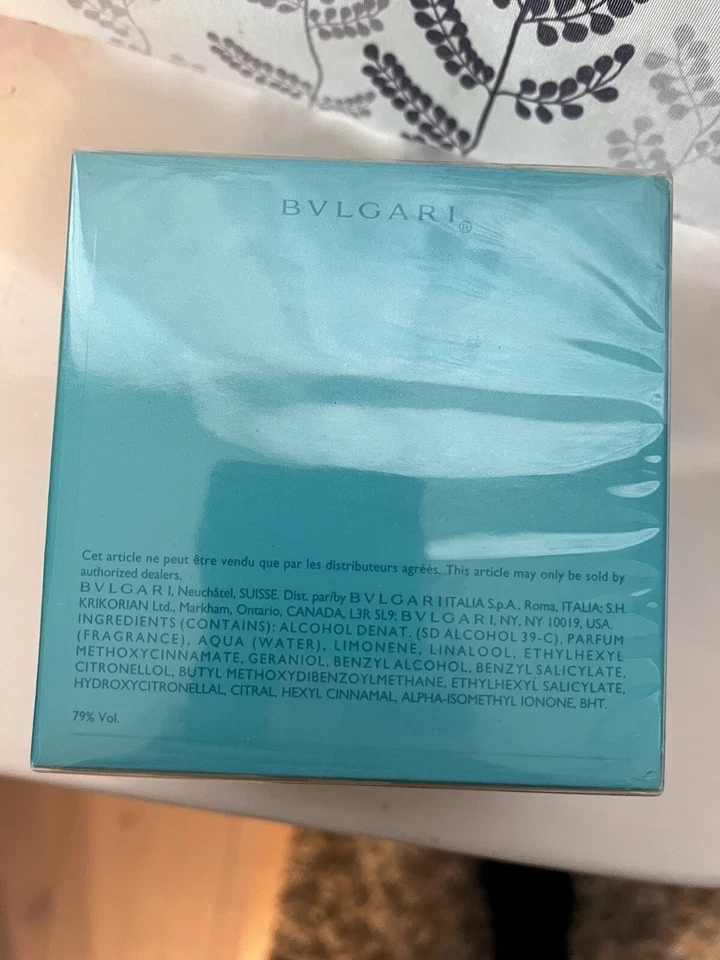 BVLGARI®
Cet article ne peut être vendu que par les distributeurs agréés. This article may only be sold by
authorized dealers.
BVLGARI, Neuchâtel, SUISSE. Dist. par/by BVLGARI ITALIA S.p.A., Roma, ITALIA; S.H.
KRIKORIAN Ltd., Markham, Ontario, CANADA, L3R 5L9; BVLGARI, NY, NY 10019, USA.
INGREDIENTS (CONTAINS): ALCOHOL DENAT. (SD ALCOHOL 39-C), PARFUM
(FRAGRANCE), AQUA (WATER), LIMONENE, LINALOOL, ETHYLHEXYL
METHOXYCINNAMATE, GERANIOL, BENZYL ALCOHOL, BENZYL SALICYLATE,
CITRONELLOL, BUTYL METHOXYDIBENZOYLMETHANE, ETHYLHEXYL SALICYLATE,
HYDROXYCITRONELLAL, CITRAL, HEXYL CINNAMAL, ALPHA-ISOMETHYL IONONE, BHT.
79% Vol.